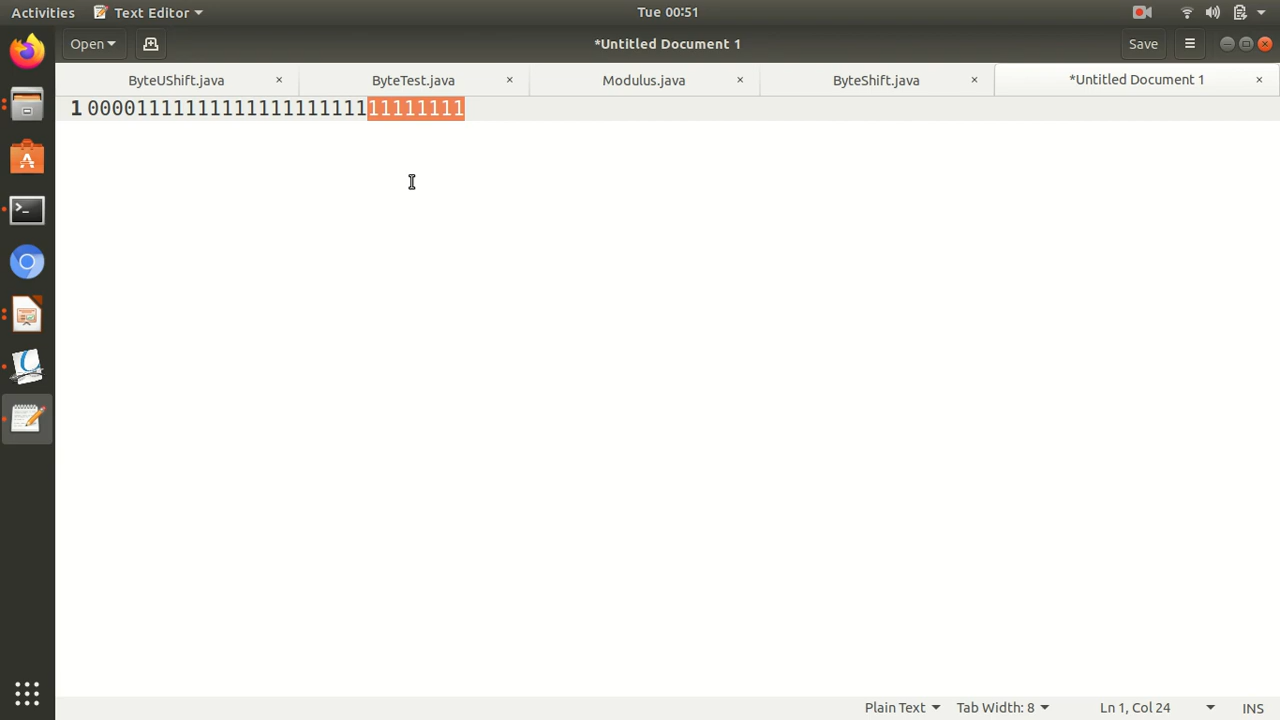 Activities
Text Editor
Tue 00:51
Open
*Untitled Document 1
Save
ByteUShift.java
ByteTest.java
Modulus.java
ByteShift.java
*Untitled Document 1
1 0000111111111111111111111111111
Plain Text
Tab Width: 8
Ln 1, Col 24
INS